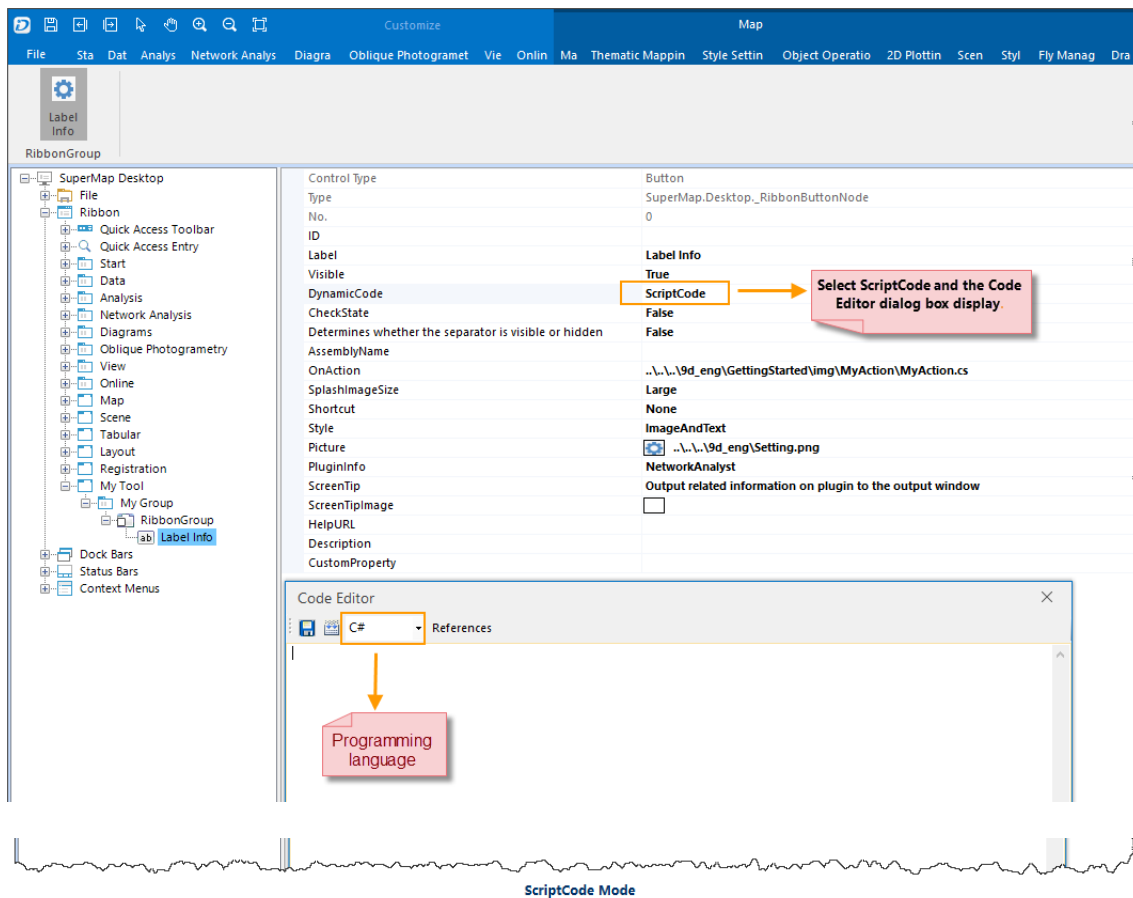 Customize
Map
File Sta Dat Analys Network Analys Diagra Oblique Photogramet Vie Onlin Ma Thematic Mappin Style Settin Object Operatio 2D Plottin Scen Styl Fly Manag Dra
Label
Info
RibbonGroup
SuperMap Desktop
File
Ribbon
Quick Access Toolbar
Quick Access Entry
Start
Data
Analysis
Network Analysis
Diagrams
Oblique Photogrametry
View
Online
Map
Scene
Tabular
Layout
Registration
My Tool
My Group
RibbonGroup
ab Label Info
Dock Bars
Status Bars
Context Menus
Control Type Button
Type SuperMap.Desktop._RibbonButtonNode
No. 0
ID
Label Label Info
Visible True
DynamicCode ScriptCode
CheckState False
Determines whether the separator is visible or hidden False
AssemblyName
OnAction ..\..\..\9d_eng\GettingStarted\img\MyAction\MyAction.cs
SplashImageSize Large
Shortcut None
Style ImageAndText
Picture ..\..\..\9d_eng\Setting.png
PluginInfo NetworkAnalyst
ScreenTip Output related information on plugin to the output window
ScreenTipImage
HelpURL
Description
CustomProperty
Select ScriptCode and the Code
Editor dialog box display.
Code Editor
C# References
Programming
language
ScriptCode Mode